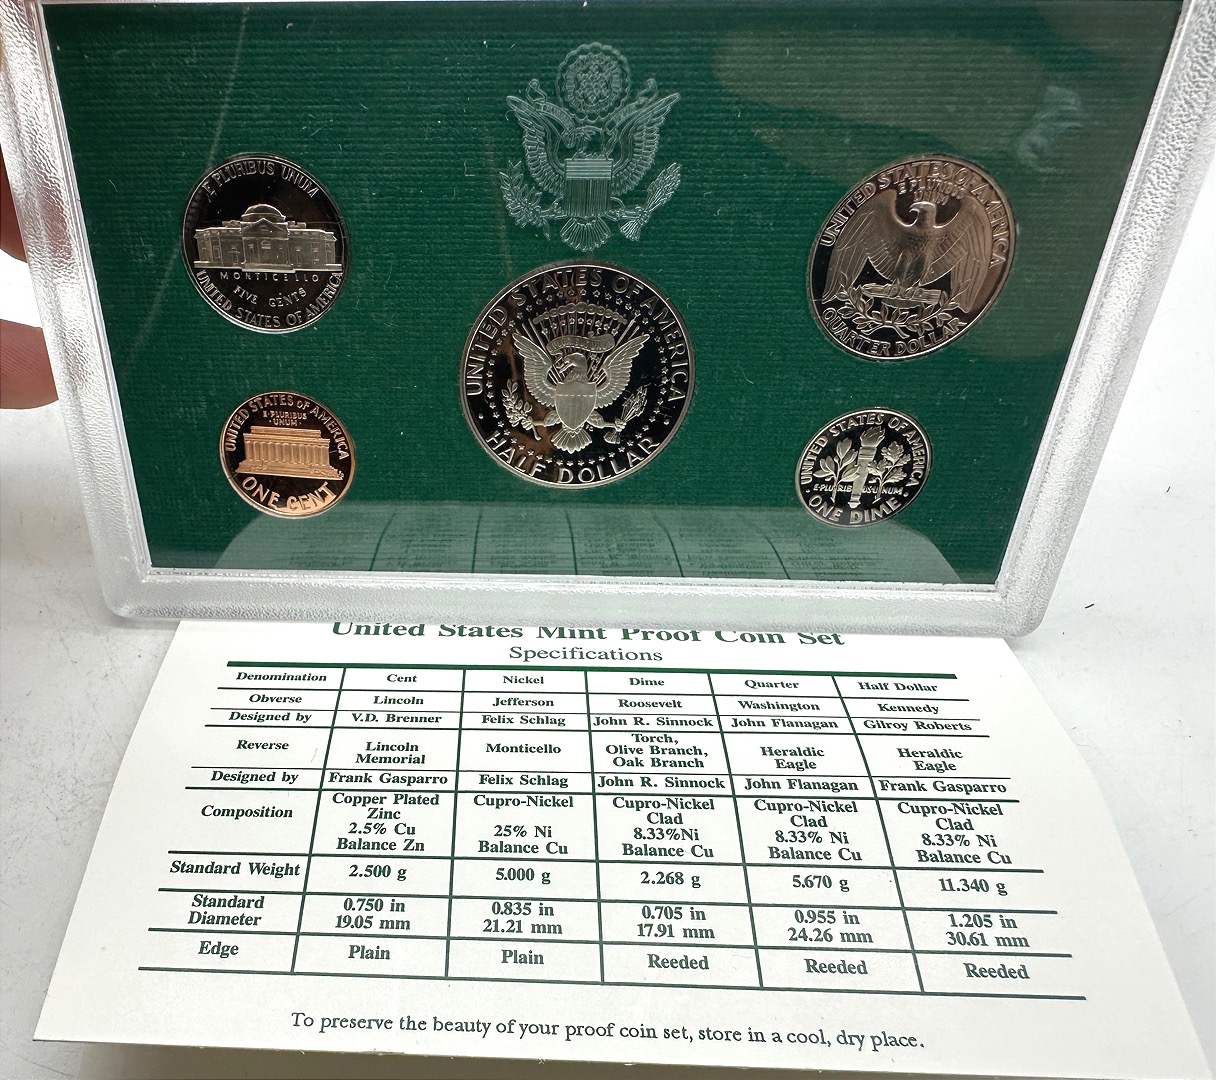 E PLURIBUS UNUM
MONTICELLO
FIVE CENTS
UNITED STATES OF AMERICA
UNITED STATES OF AMERICA
E PLURIBUS
·UNUM·
ONE CENT
UNITED STATES OF AMERICA
HALF DOLLAR
UNITED STATES OF AMERICA
E PLURIBUS
QUARTER DOLLAR
UNITED STATES OF AMERICA
E·PLURIBUS·UNUM
ONE DIME
United States Mint Proof Coin Set
Specifications
Denomination Cent Nickel Dime Quarter Half Dollar
Obverse Lincoln Jefferson Roosevelt Washington Kennedy
Designed by V.D. Brenner Felix Schlag John R. Sinnock John Flanagan Gilroy Roberts
Reverse Lincoln Memorial Monticello Torch, Olive Branch, Oak Branch Heraldic Eagle Heraldic Eagle
Designed by Frank Gasparro Felix Schlag John R. Sinnock John Flanagan Frank Gasparro
Composition Copper Plated Zinc 2.5% Cu Balance Zn Cupro-Nickel 25% Ni Balance Cu Cupro-Nickel Clad 8.33%Ni Balance Cu Cupro-Nickel Clad 8.33% Ni Balance Cu Cupro-Nickel Clad 8.33% Ni Balance Cu
Standard Weight 2.500 g 5.000 g 2.268 g 5.670 g 11.340 g
Standard Diameter 0.750 in 19.05 mm 0.835 in 21.21 mm 0.705 in 17.91 mm 0.955 in 24.26 mm 1.205 in 30.61 mm
Edge Plain Plain Reeded Reeded Reeded
To preserve the beauty of your proof coin set, store in a cool, dry place.